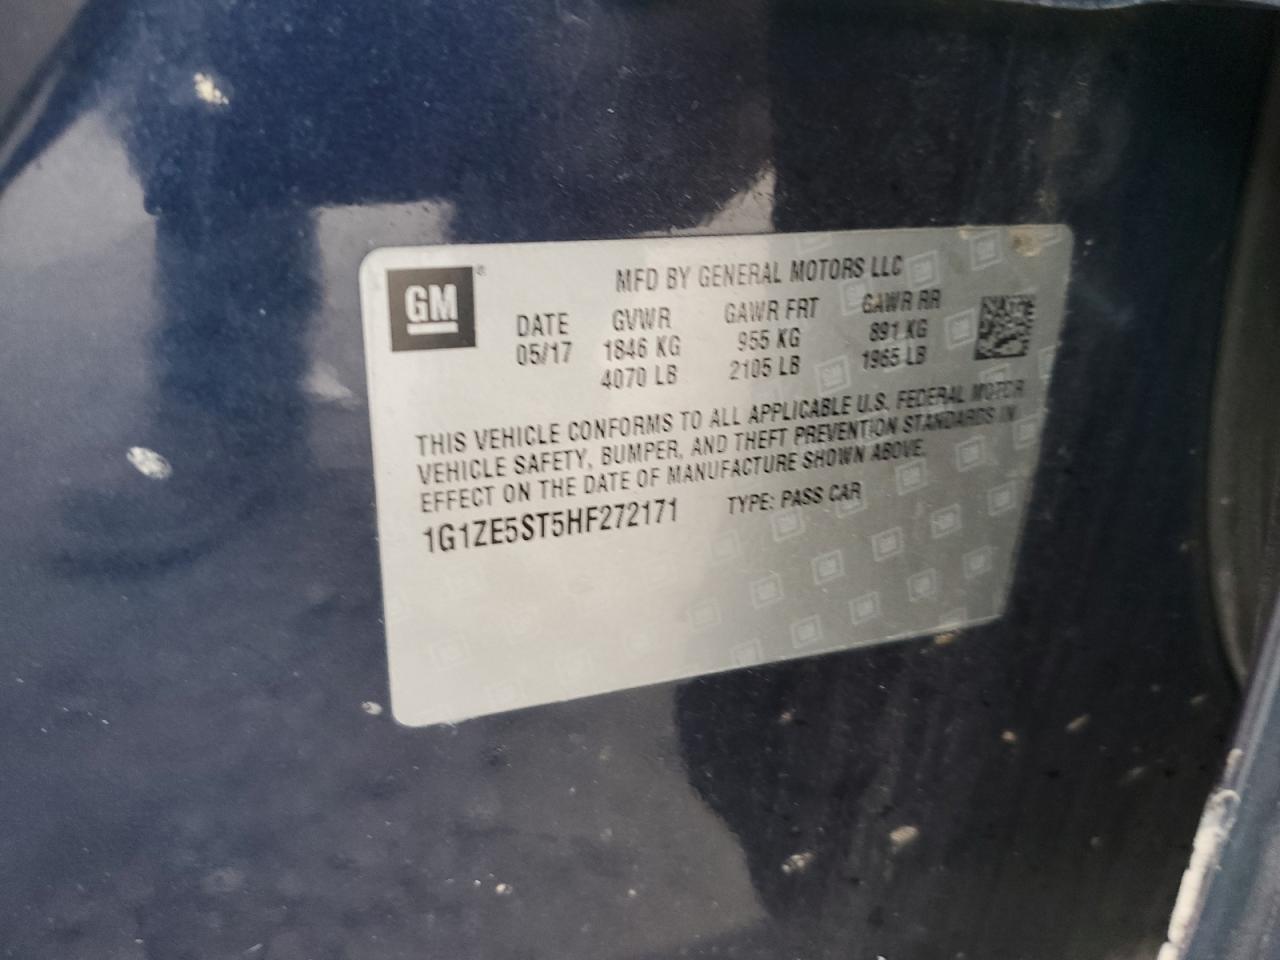 GM
MFD BY GENERAL MOTORS LLC
DATE GVWR GAWR FRT GAWR RR
05/17 1846 KG 955 KG 891 KG
4070 LB 2105 LB 1965 LB
THIS VEHICLE CONFORMS TO ALL APPLICABLE U.S. FEDERAL MOTOR
VEHICLE SAFETY, BUMPER, AND THEFT PREVENTION STANDARDS IN
EFFECT ON THE DATE OF MANUFACTURE SHOWN ABOVE.
1G1ZE5ST5HF272171 TYPE: PASS CAR